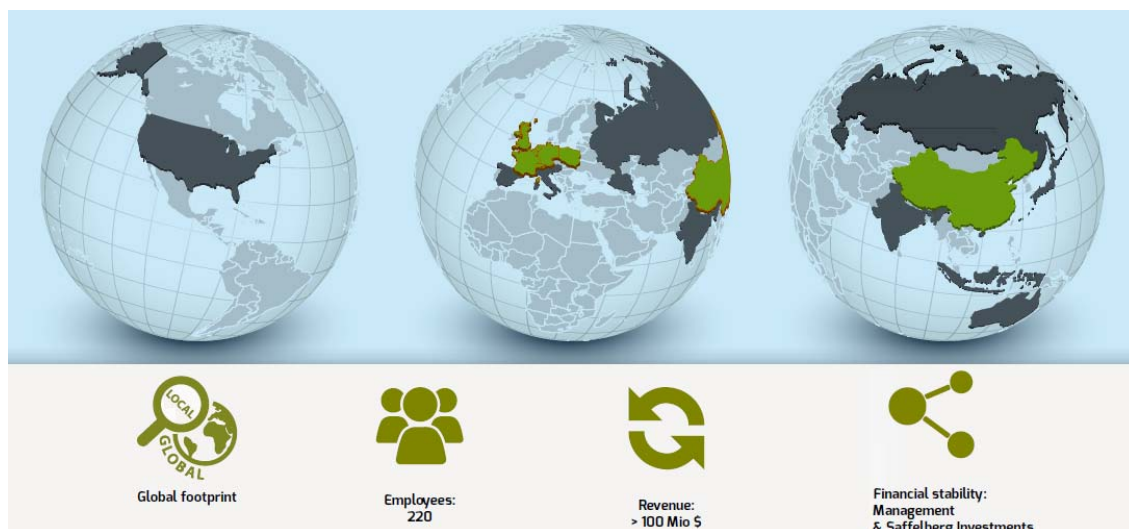 LOCAL
GLOBAL
Global footprint
Employees:
220
Revenue:
> 100 Mio $
Financial stability:
Management
& Saffelberg Investments